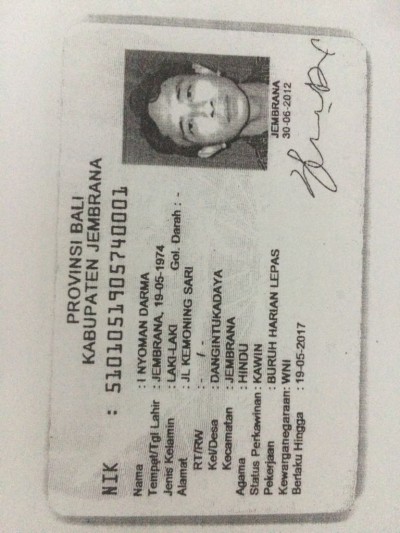 PROVINSI BALI
KABUPATEN JEMBRANA
NIK : 5101051905740001
Nama : I NYOMAN DARMA
Tempat/Tgl Lahir : JEMBRANA, 19-05-1974
Jenis Kelamin : LAKI-LAKI Gol. Darah : -
Alamat : JL KEMONING SARI
RT/RW : - / -
Kel/Desa : DANGINTUKADAYA
Kecamatan : JEMBRANA
Agama : HINDU
Status Perkawinan: KAWIN
Pekerjaan : BURUH HARIAN LEPAS
Kewarganegaraan: WNI
Berlaku Hingga : 19-05-2017
JEMBRANA
30-06-2012